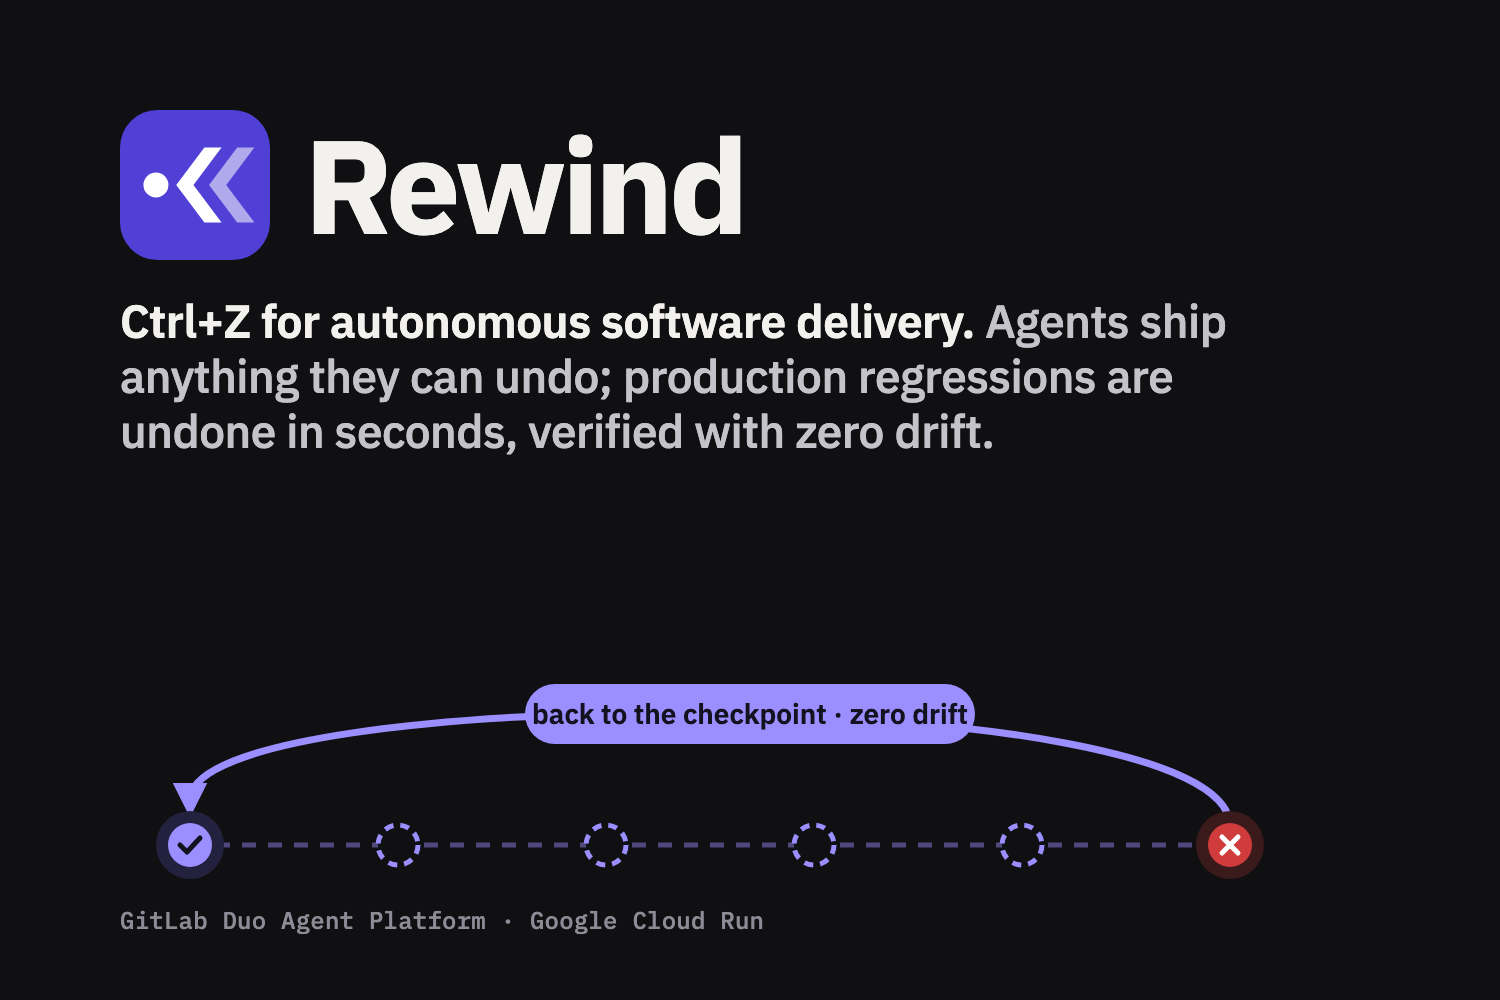 Rewind
Ctrl+Z for autonomous software delivery. Agents ship
anything they can undo; production regressions are
undone in seconds, verified with zero drift.
back to the checkpoint · zero drift
GitLab Duo Agent Platform · Google Cloud Run